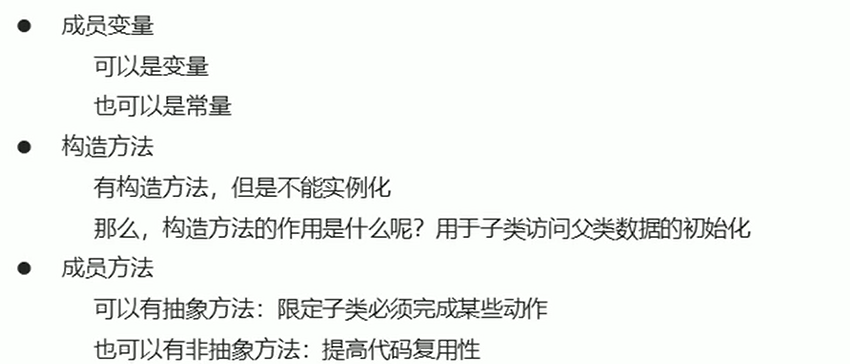 ● 成员变量
可以是变量
也可以是常量
● 构造方法
有构造方法，但是不能实例化
那么，构造方法的作用是什么呢？用于子类访问父类数据的初始化
● 成员方法
可以有抽象方法：限定子类必须完成某些动作
也可以有非抽象方法：提高代码复用性